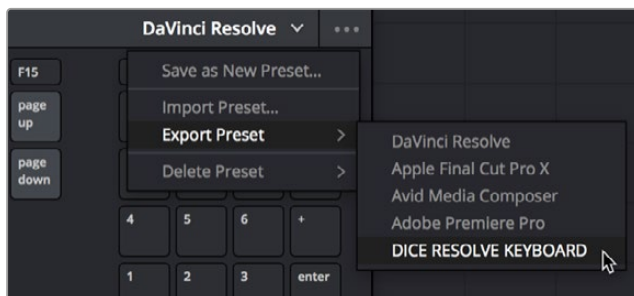 DaVinci Resolve
F15
Save as New Preset...
page
up
Import Preset...
Export Preset
DaVinci Resolve
page
down
Delete Preset
Apple Final Cut Pro X
Avid Media Composer
Adobe Premiere Pro
DICE RESOLVE KEYBOARD
4 5 6 +
1 2 3 enter